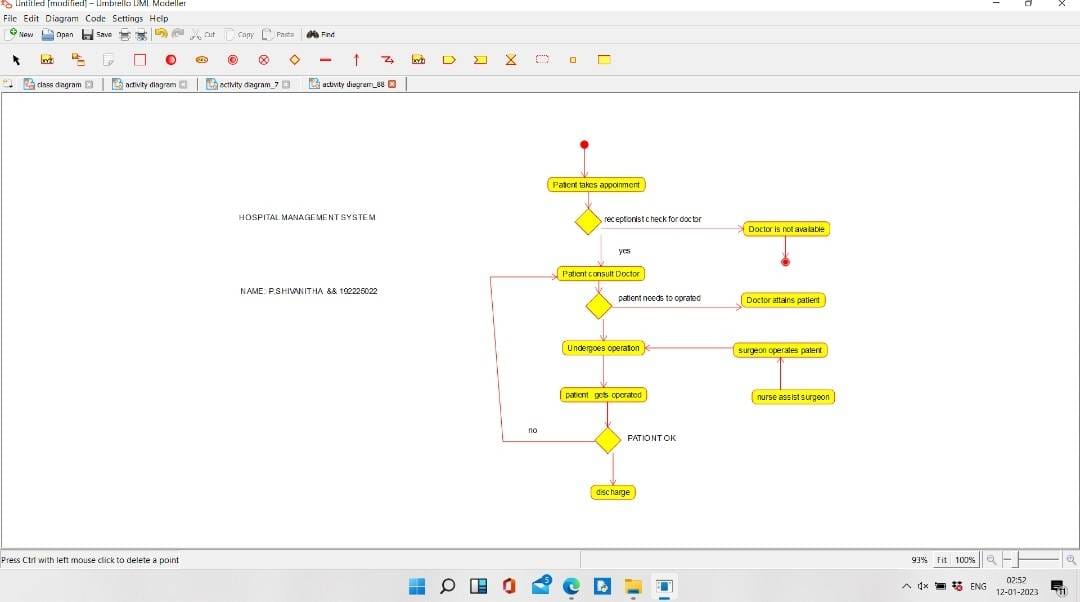 Untitled [modified] – Umbrello UML Modeller
File Edit Diagram Code Settings Help
New Open Save Cut Copy Paste Find
class diagram activity diagram activity diagram_7 activity diagram_88
Patient takes appoinment
HOSPITAL MANAGEMENT SYSTEM
receptionist check for doctor
Doctor is not available
yes
Patient consult Doctor
NAME: P,SHIVANITHA && 192225022
patient needs to oprated
Doctor attains patient
Undergoes operation
surgeon operates patent
patient gets operated
nurse assist surgeon
no
PATIONT OK
discharge
Press Ctrl with left mouse click to delete a point
93% Fit 100%
5
ENG
02:52
12-01-2023
11